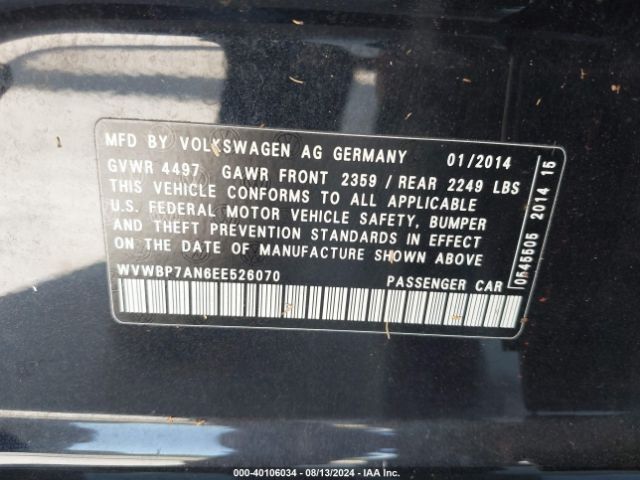 MFD BY VOLKSWAGEN AG GERMANY 01/2014
GVWR 4497 GAWR FRONT 2359 / REAR 2249 LBS
THIS VEHICLE CONFORMS TO ALL APPLICABLE
U.S. FEDERAL MOTOR VEHICLE SAFETY, BUMPER
AND THEFT PREVENTION STANDARDS IN EFFECT
ON THE DATE OF MANUFACTURE SHOWN ABOVE
WVWBP7AN6EE526070 PASSENGER CAR
0545505 2014 15
000-40106034 - 08/13/2024 - IAA Inc.